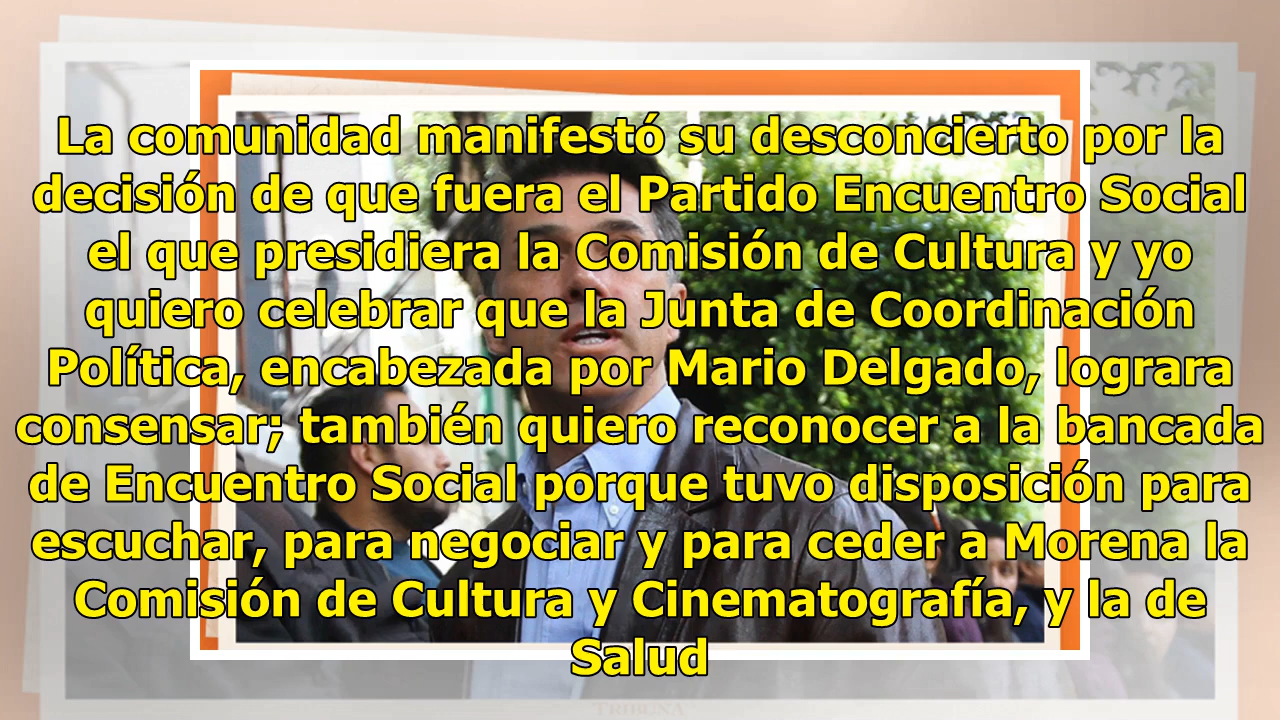 La comunidad manifestó su desconcierto por la
decisión de que fuera el Partido Encuentro Social
el que presidiera la Comisión de Cultura y yo
quiero celebrar que la Junta de Coordinación
Política, encabezada por Mario Delgado, lograra
consensar; también quiero reconocer a la bancada
de Encuentro Social porque tuvo disposición para
escuchar, para negociar y para ceder a Morena la
Comisión de Cultura y Cinematografía, y la de
Salud
TRIBUNA